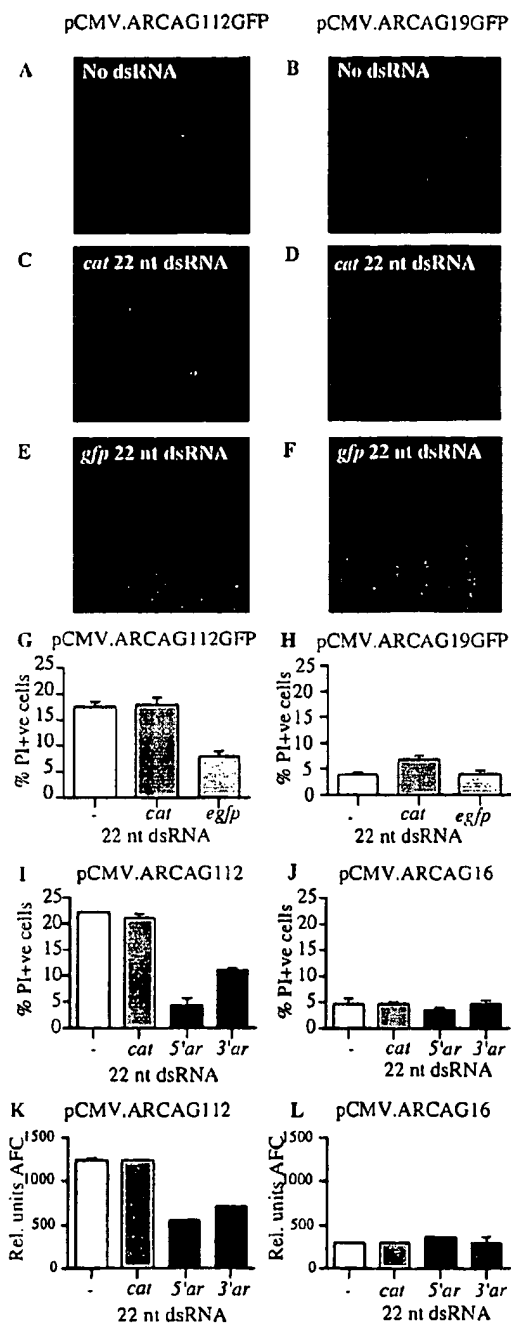 pCMV.ARCAG112GFP pCMV.ARCAG19GFP
A No dsRNA B No dsRNA
C cat 22 nt dsRNA D cat 22 nt dsRNA
E gfp 22 nt dsRNA F gfp 22 nt dsRNA
G pCMV.ARCAG112GFP H pCMV.ARCAG19GFP
% PI+ve cells 25 20 15 10 5 0 % PI+ve cells 25 20 15 10 5 0
- cat egfp - cat egfp
22 nt dsRNA 22 nt dsRNA
I pCMV.ARCAG112 J pCMV.ARCAG16
% PI+ve cells 25 20 15 10 5 0 % PI+ve cells 25 20 15 10 5 0
- cat 5'ar 3'ar - cat 5'ar 3'ar
22 nt dsRNA 22 nt dsRNA
K pCMV.ARCAG112 L pCMV.ARCAG16
Rel. units AFC 1500 1000 500 0 Rel. units AFC 1500 1000 500 0
- cat 5'ar 3'ar - cat 5'ar 3'ar
22 nt dsRNA 22 nt dsRNA